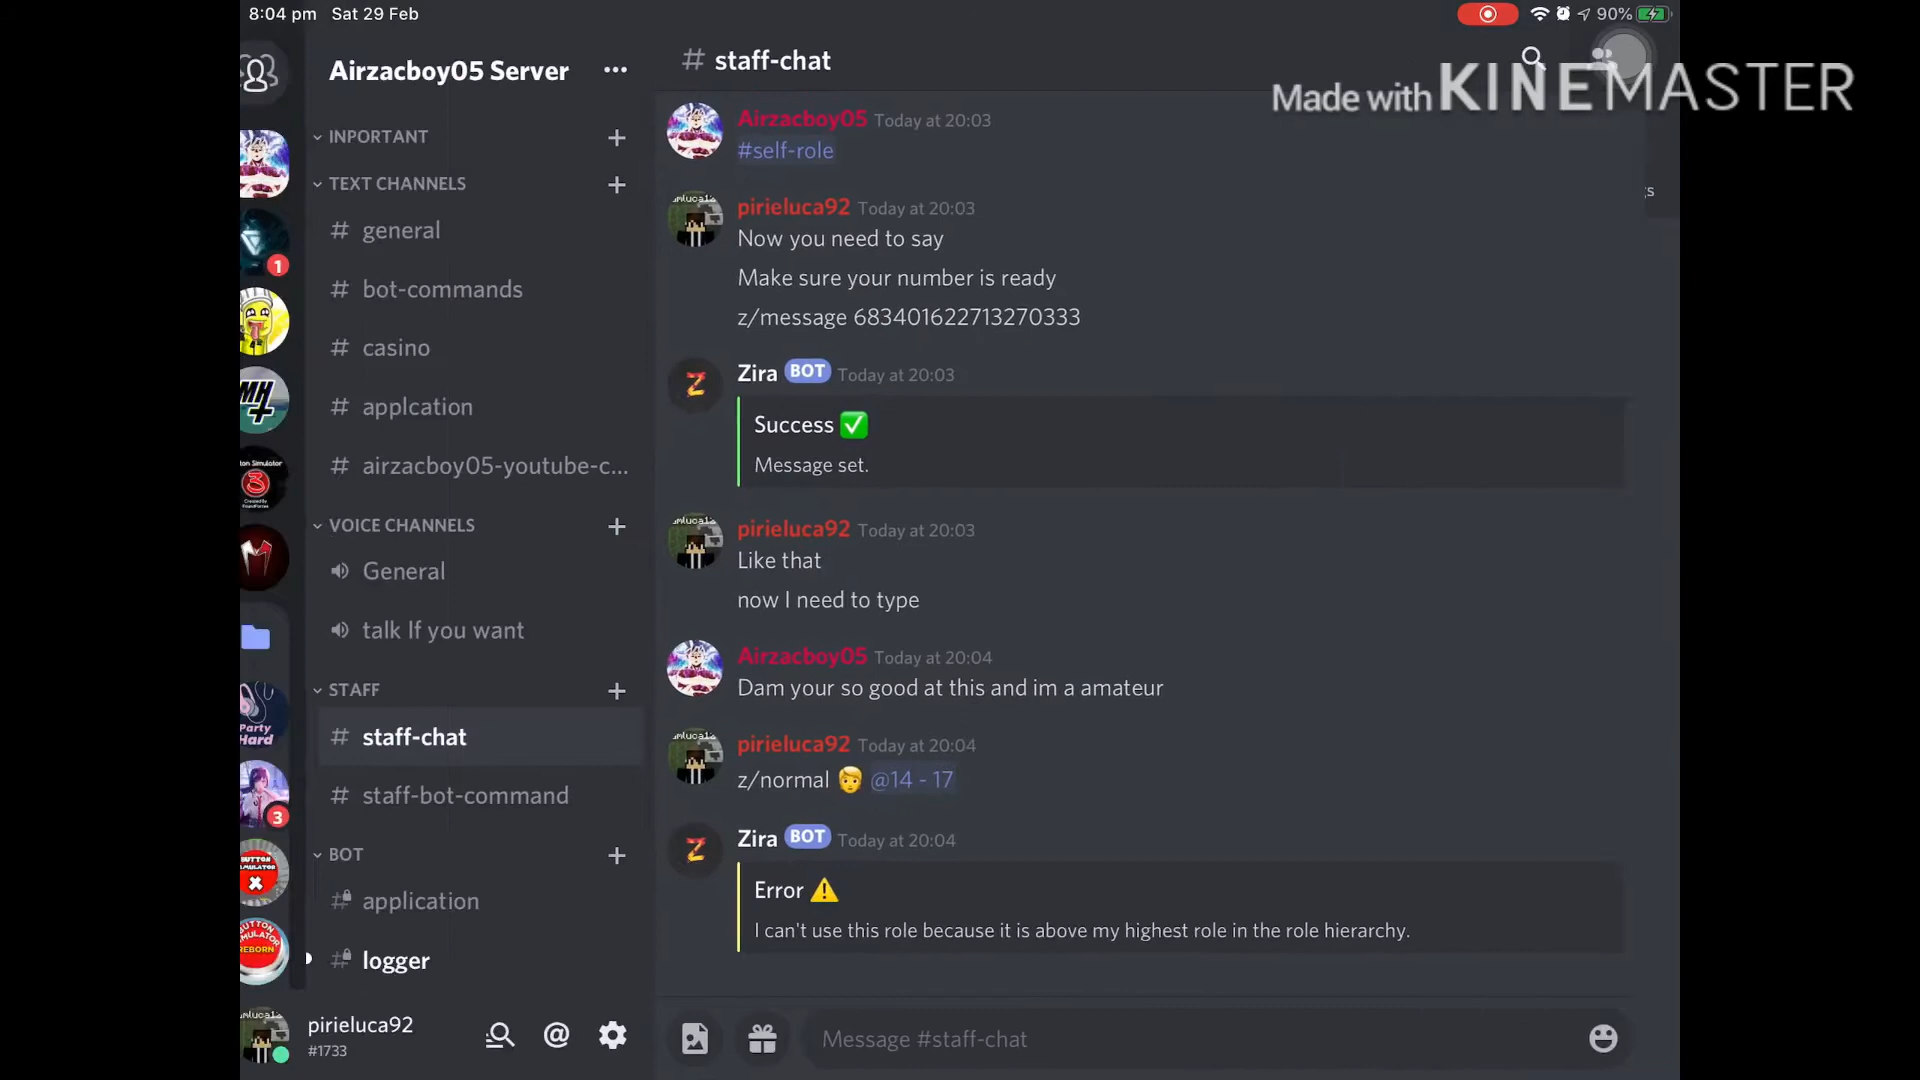 8:04 pm Sat 29 Feb
90%
Made with KINEMASTER
Airzacboy05 Server
INPORTANT
TEXT CHANNELS
# general
# bot-commands
# casino
# applcation
# airzacboy05-youtube-c...
VOICE CHANNELS
General
talk If you want
STAFF
# staff-chat
# staff-bot-command
BOT
# application
# logger
pirieluca92
#1733
1
Party
Hard
3
# staff-chat
Airzacboy05 Today at 20:03
#self-role
pirieluca92 Today at 20:03
Now you need to say
Make sure your number is ready
z/message 683401622713270333
Zira BOT Today at 20:03
Success
Message set.
pirieluca92 Today at 20:03
Like that
now I need to type
Airzacboy05 Today at 20:04
Dam your so good at this and im a amateur
pirieluca92 Today at 20:04
z/normal @14 - 17
Zira BOT Today at 20:04
Error
I can't use this role because it is above my highest role in the role hierarchy.
Message #staff-chat